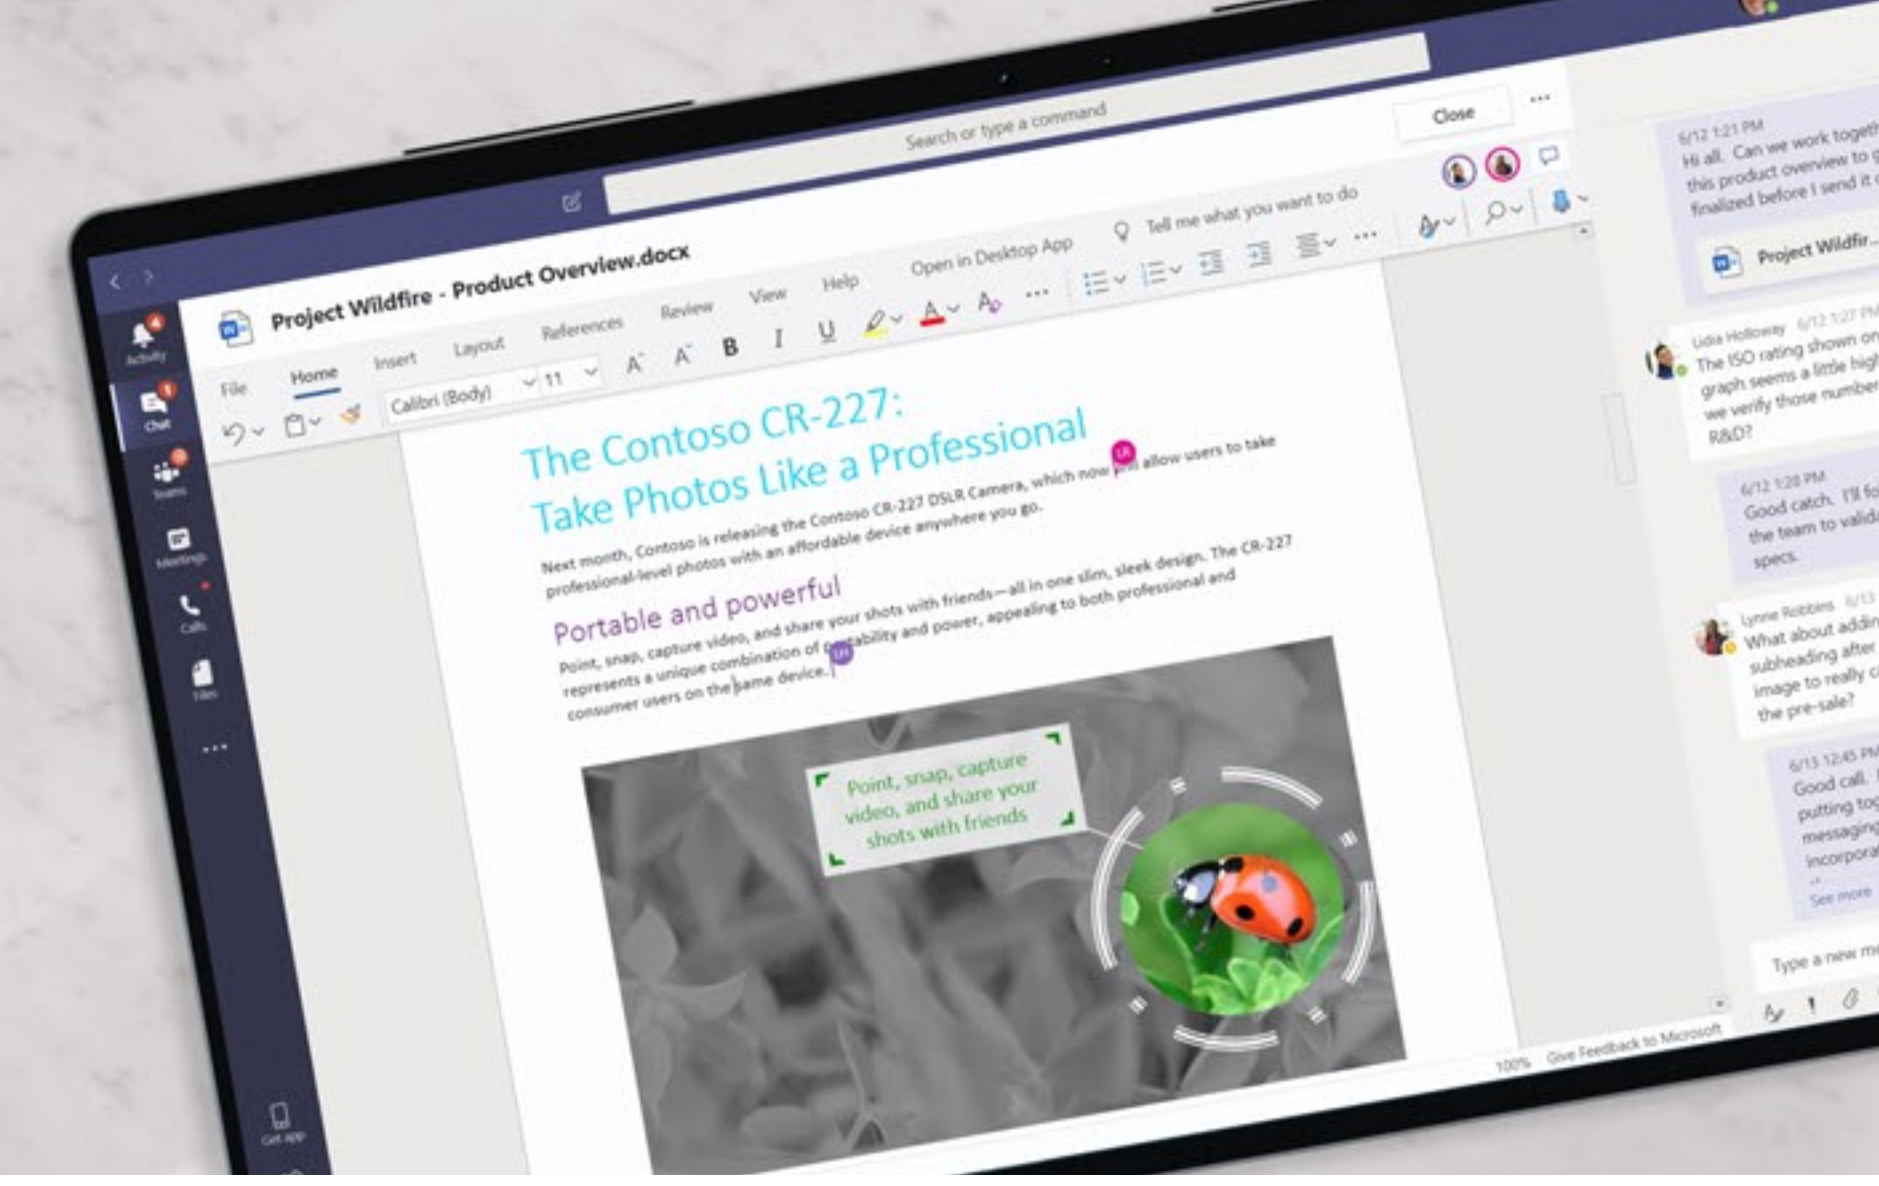 Search or type a command
Close
Project Wildfire - Product Overview.docx
File
Home
Insert
Layout
References
Review
View
Help
Open in Desktop App
Tell me what you want to do
Calibri (Body)
11
B
I
U
Activity
4
Chat
1
Teams
Meetings
Calls
Files
Get app
The Contoso CR-227:
Take Photos Like a Professional
Next month, Contoso is releasing the Contoso CR-227 DSLR Camera, which now will allow users to take
professional-level photos with an affordable device anywhere you go.
LR
Portable and powerful
Point, snap, capture video, and share your shots with friends—all in one slim, sleek design. The CR-227
represents a unique combination of portability and power, appealing to both professional and
consumer users on the same device.
LH
Point, snap, capture
video, and share your
shots with friends
100%
Give Feedback to Microsoft
6/12 1:21 PM
Hi all. Can we work togeth
this product overview to g
finalized before I send it
Project Wildfir...
Lidia Holloway 6/12 1:27 PM
The ISO rating shown on
graph seems a little high
we verify those number
R&D?
6/12 1:28 PM
Good catch. I'll fo
the team to valida
specs.
Lynne Robbins 6/13
What about addin
subheading after
image to really ca
the pre-sale?
6/13 12:45 PM
Good call.
putting tog
messaging
incorporat
See more
Type a new me